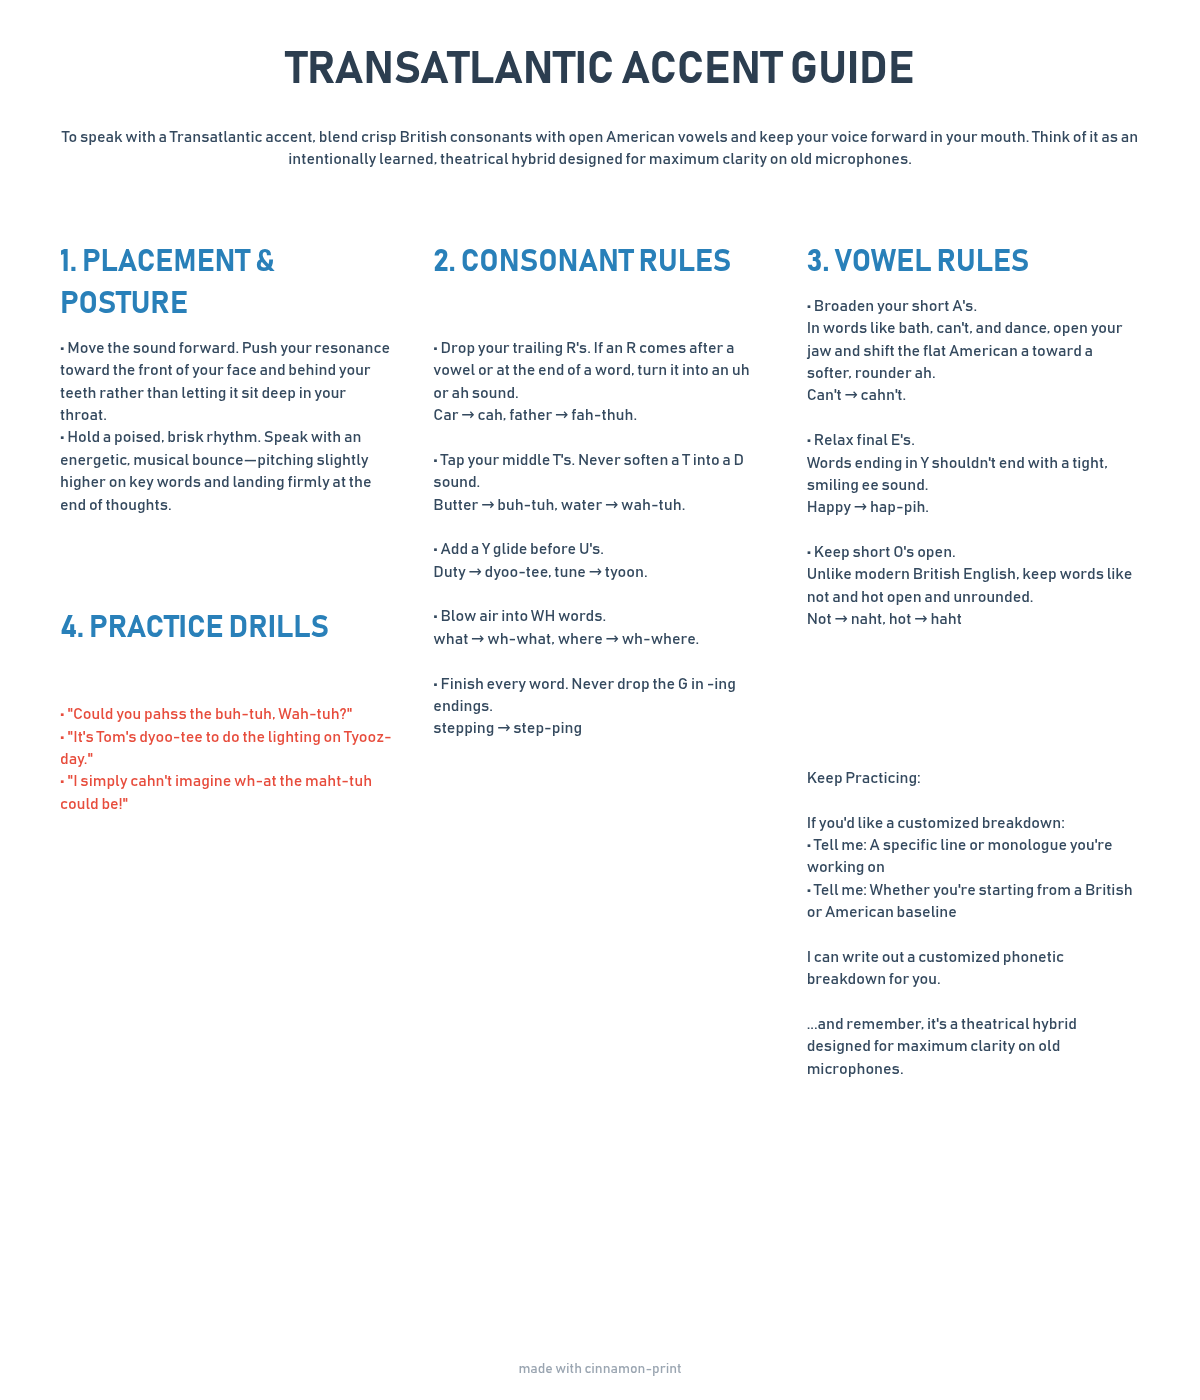 TRANSATLANTIC ACCENT GUIDE
To speak with a Transatlantic accent, blend crisp British consonants with open American vowels and keep your voice forward in your mouth. Think of it as an
intentionally learned, theatrical hybrid designed for maximum clarity on old microphones.
1. PLACEMENT &
POSTURE
• Move the sound forward. Push your resonance
toward the front of your face and behind your
teeth rather than letting it sit deep in your
throat.
• Hold a poised, brisk rhythm. Speak with an
energetic, musical bounce—pitching slightly
higher on key words and landing firmly at the
end of thoughts.
2. CONSONANT RULES
• Drop your trailing R's. If an R comes after a
vowel or at the end of a word, turn it into an uh
or ah sound.
Car → cah, father → fah-thuh.
• Tap your middle T's. Never soften a T into a D
sound.
Butter → buh-tuh, water → wah-tuh.
• Add a Y glide before U's.
Duty → dyoo-tee, tune → tyoon.
• Blow air into WH words.
what → wh-what, where → wh-where.
• Finish every word. Never drop the G in -ing
endings.
stepping → step-ping
3. VOWEL RULES
• Broaden your short A's.
In words like bath, can't, and dance, open your
jaw and shift the flat American a toward a
softer, rounder ah.
Can't → cahn't.
• Relax final E's.
Words ending in Y shouldn't end with a tight,
smiling ee sound.
Happy → hap-pih.
• Keep short O's open.
Unlike modern British English, keep words like
not and hot open and unrounded.
Not → naht, hot → haht
4. PRACTICE DRILLS
• "Could you pahss the buh-tuh, Wah-tuh?"
• "It's Tom's dyoo-tee to do the lighting on Tyooz-
day."
• "I simply cahn't imagine wh-at the maht-tuh
could be!"
Keep Practicing:
If you'd like a customized breakdown:
• Tell me: A specific line or monologue you're
working on
• Tell me: Whether you're starting from a British
or American baseline
I can write out a customized phonetic
breakdown for you.
...and remember, it's a theatrical hybrid
designed for maximum clarity on old
microphones.
made with cinnamon-print